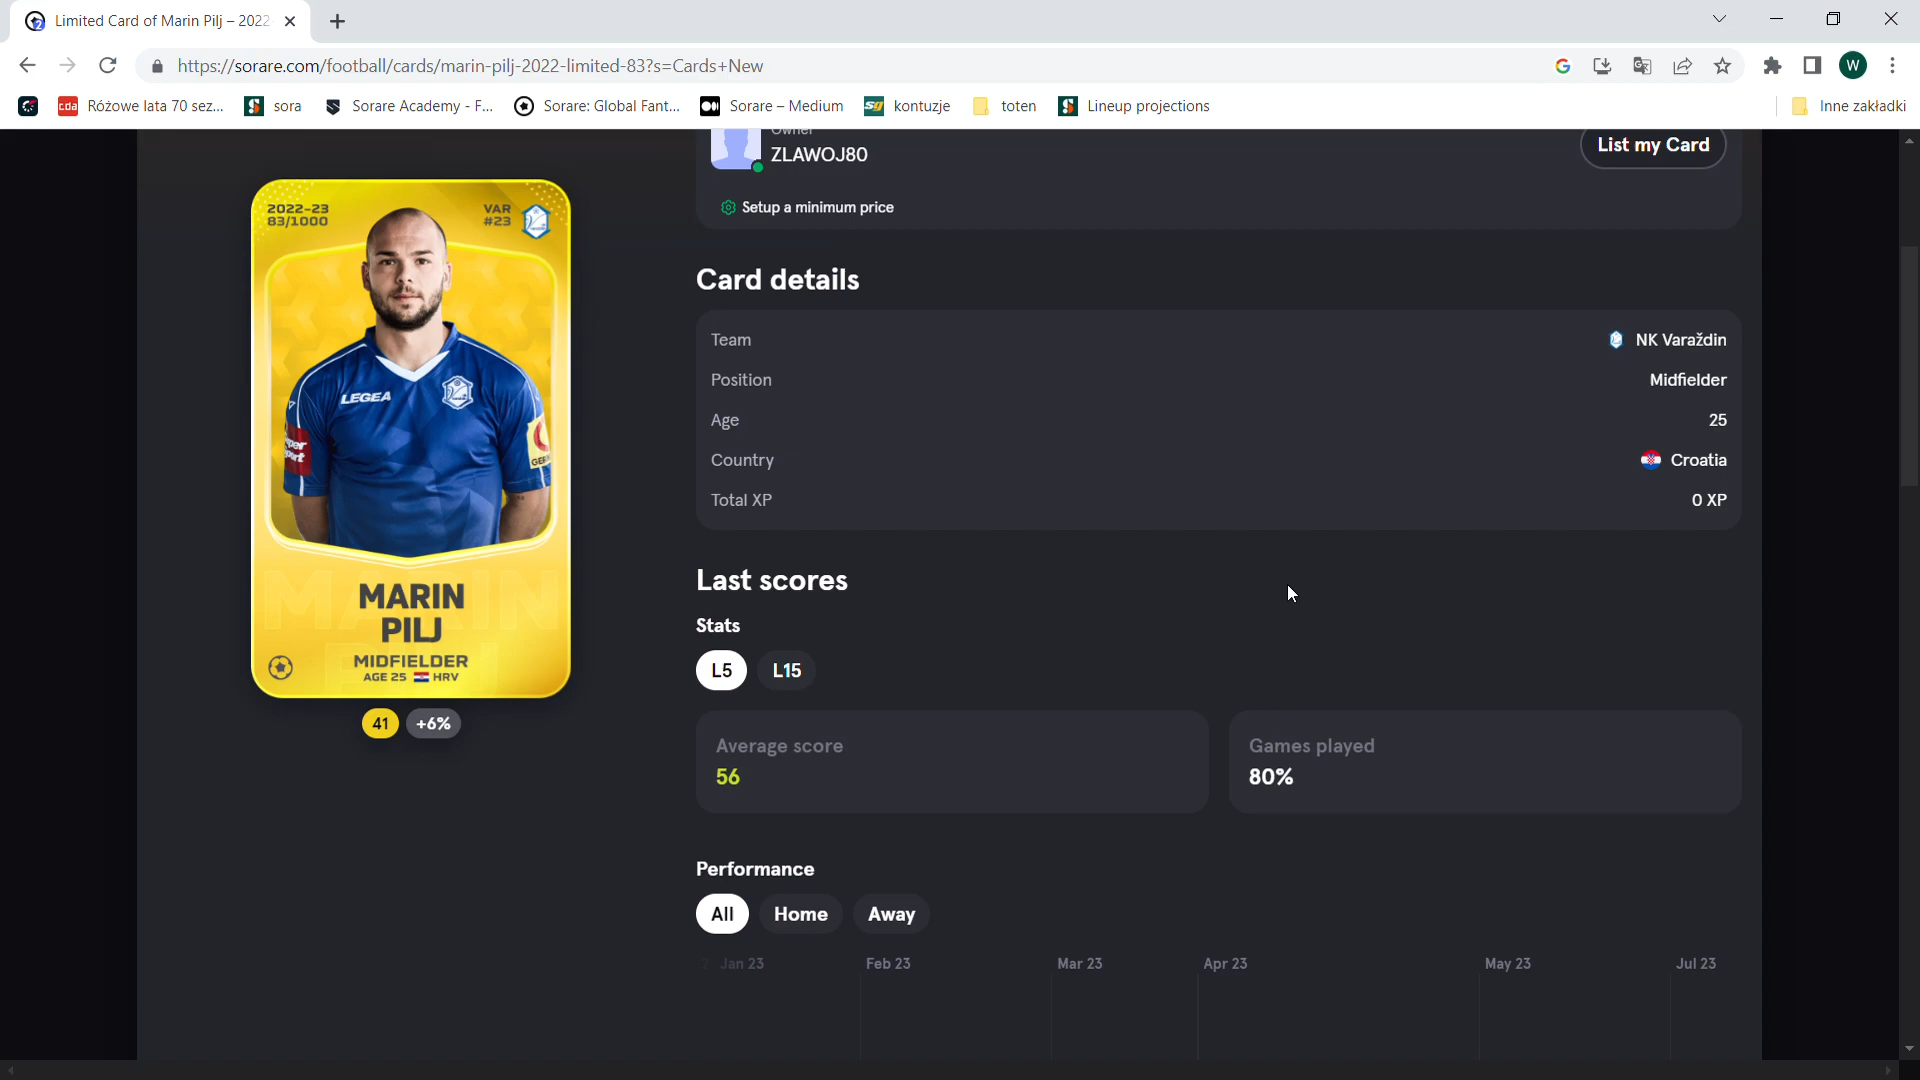 Limited Card of Marin Pilj – 2022
https://sorare.com/football/cards/marin-pilj-2022-limited-83?s=Cards+New
W
cda Różowe lata 70 sez... sora Sorare Academy - F... Sorare: Global Fant... Sorare – Medium kontuzje toten Lineup projections Inne zakładki
Owner
ZLAWOJ80
List my Card
Setup a minimum price
2022-23
83/1000
VAR
#23
LEGEA
MARIN
PILJ
MIDFIELDER
AGE 25 HRV
41 +6%
Card details
Team NK Varaždin
Position Midfielder
Age 25
Country Croatia
Total XP 0 XP
Last scores
Stats
L5 L15
Average score
56
Games played
80%
Performance
All Home Away
2 Jan 23 Feb 23 Mar 23 Apr 23 May 23 Jul 23